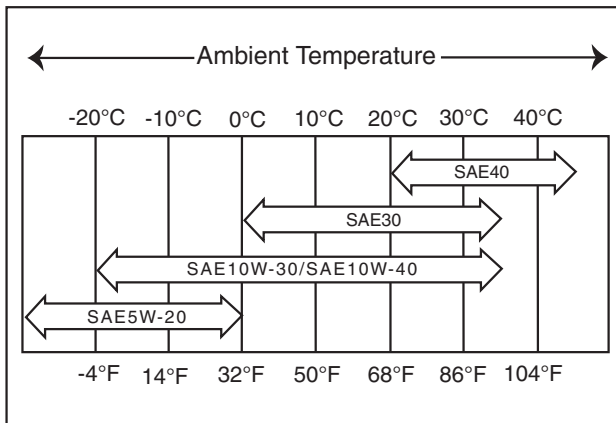 Ambient Temperature
-20°C -10°C 0°C 10°C 20°C 30°C 40°C
SAE40
SAE30
SAE10W-30/SAE10W-40
SAE5W-20
-4°F 14°F 32°F 50°F 68°F 86°F 104°F